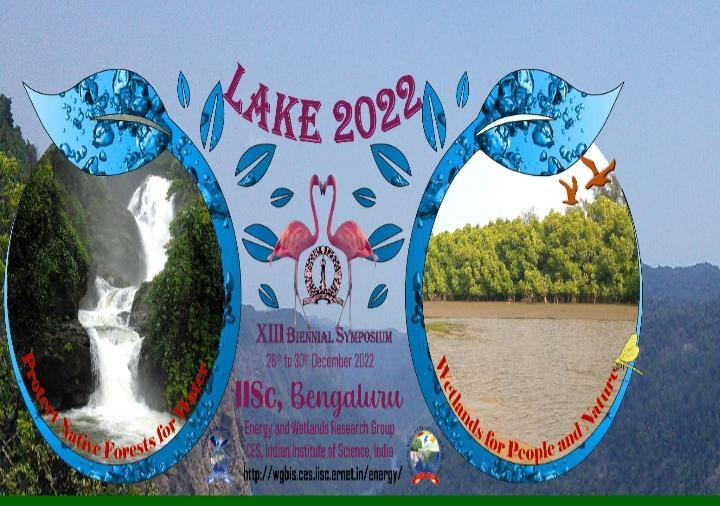 LAKE 2022
XIII BIENNIAL SYMPOSIUM
28th to 30th December 2022
IISc, Bengaluru
Energy and Wetlands Research Group
CES, Indian Institute of Science, India
http://wgbis.ces.iisc.ernet.in/energy/
Protect Native Forests for Water
Wetlands for People and Nature